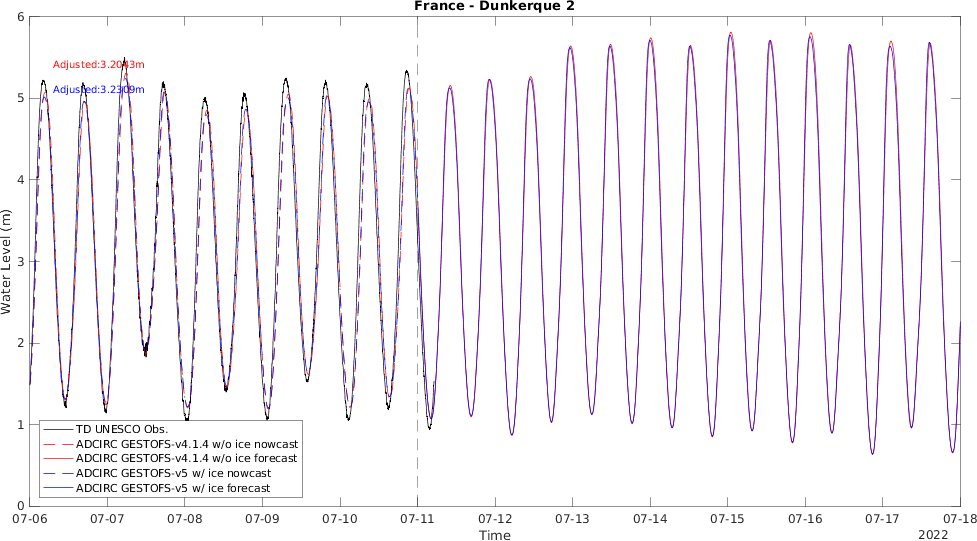 France - Dunkerque 2
6
5
4
3
2
1
0
Water Level (m)
Adjusted:3.2043m
Adjusted:3.2309m
TD UNESCO Obs.
ADCIRC GESTOFS-v4.1.4 w/o ice nowcast
ADCIRC GESTOFS-v4.1.4 w/o ice forecast
ADCIRC GESTOFS-v5 w/ ice nowcast
ADCIRC GESTOFS-v5 w/ ice forecast
07-06 07-07 07-08 07-09 07-10 07-11 07-12 07-13 07-14 07-15 07-16 07-17 07-18
Time
2022